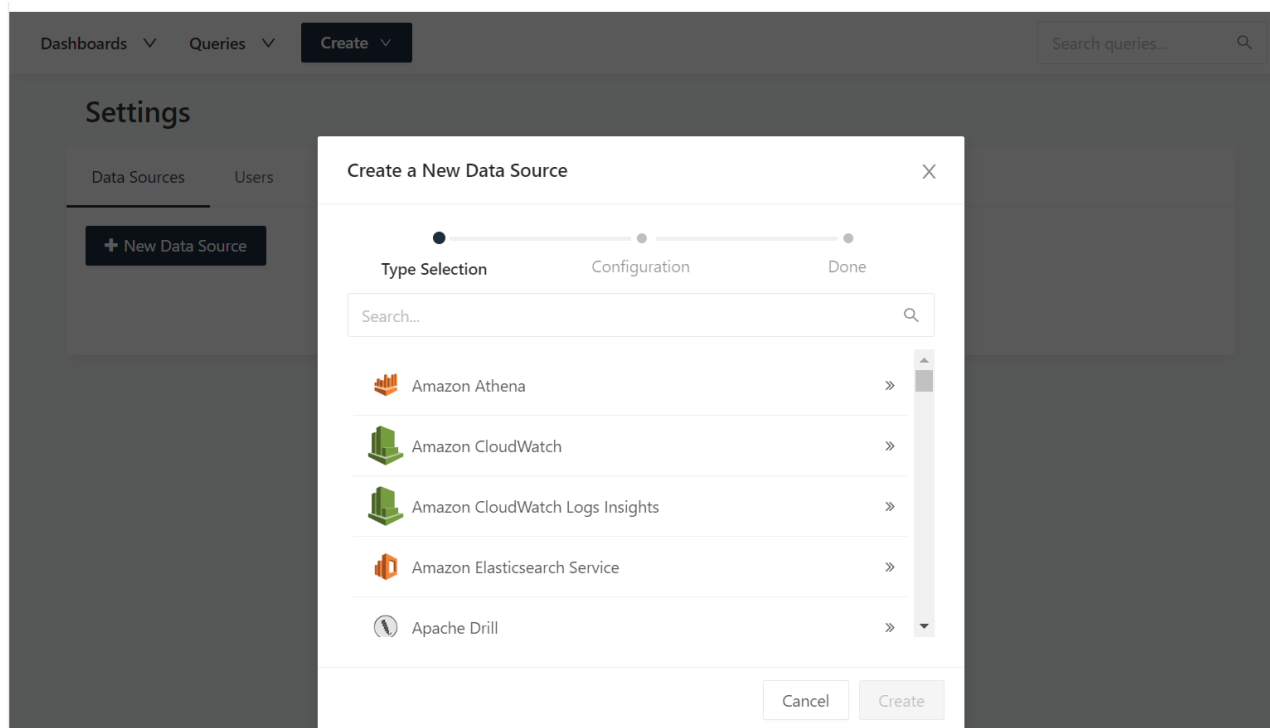 Dashboards Queries Create Search queries...
Settings
Data Sources Users
+ New Data Source
Create a New Data Source
Type Selection Configuration Done
Search...
Amazon Athena
Amazon CloudWatch
Amazon CloudWatch Logs Insights
Amazon Elasticsearch Service
Apache Drill
Cancel Create